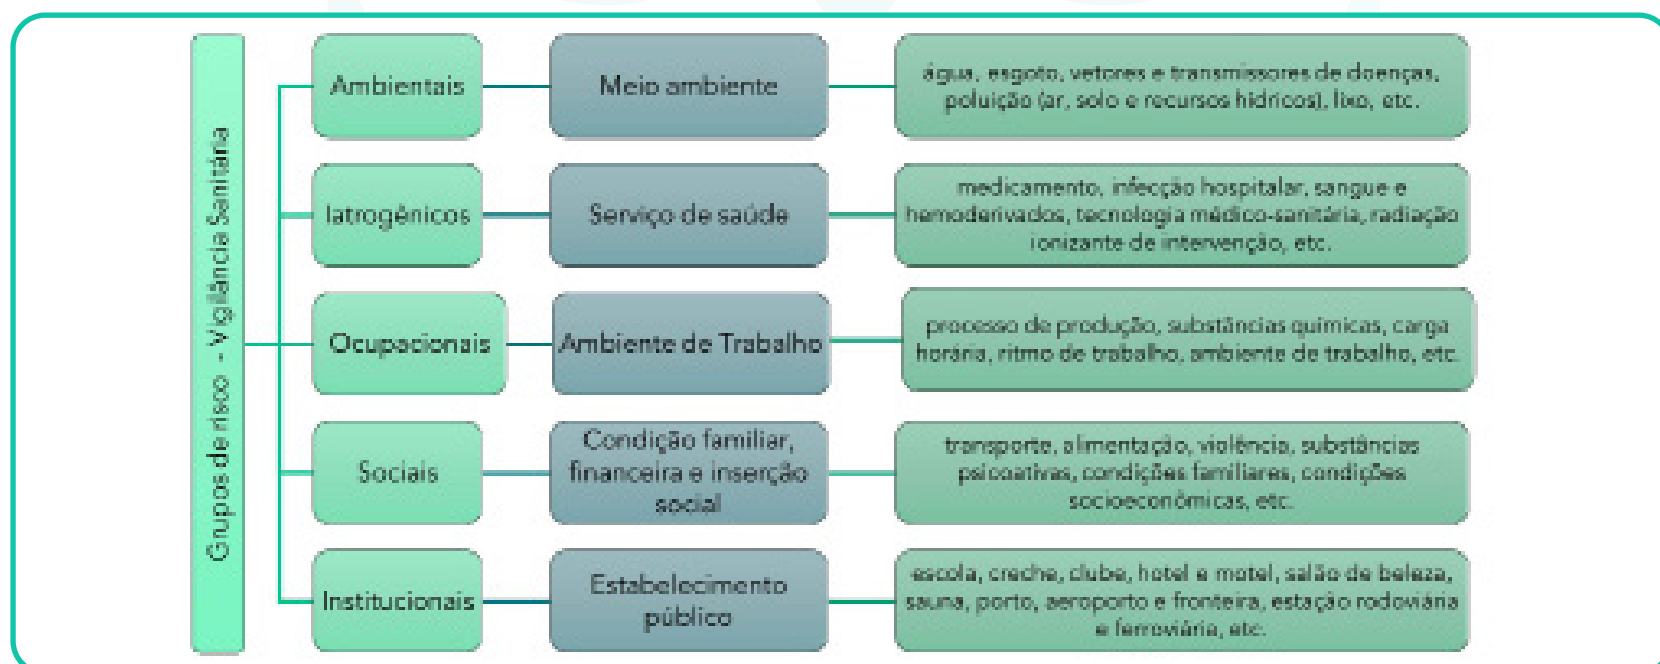 Grupos de risco - Vigilância Sanitária
Ambientais
Meio ambiente
água, esgoto, vetores e transmissores de doenças,
poluição (ar, solo e recursos hídricos), lixo, etc.
Iatrogênicos
Serviço de saúde
medicamento, infecção hospitalar, sangue e
hemoderivados, tecnologia médico-sanitária, radiação
ionizante de intervenção, etc.
Ocupacionais
Ambiente de Trabalho
processo de produção, substâncias químicas, carga
horária, ritmo de trabalho, ambiente de trabalho, etc.
Sociais
Condição familiar,
financeira e inserção
social
transporte, alimentação, violência, substâncias
psicoativas, condições familiares, condições
socioeconômicas, etc.
Institucionais
Estabelecimento
público
escola, creche, clube, hotel e motel, salão de beleza,
sauna, porto, aeroporto e fronteira, estação rodoviária
e ferroviária, etc.